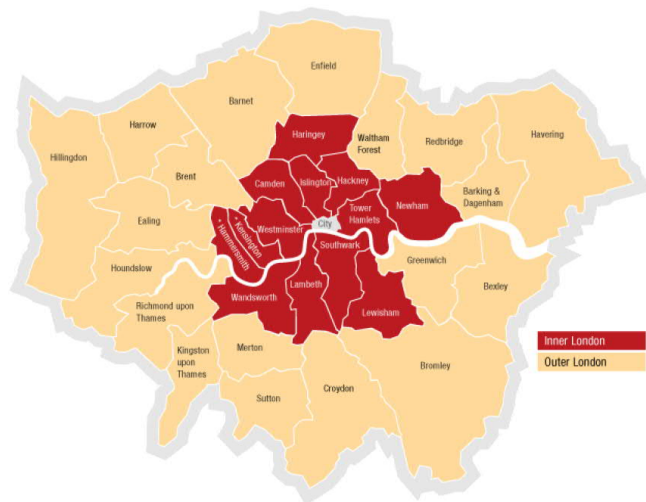 Enfield
Barnet
Harrow
Haringey
Waltham
Forest
Redbridge
Havering
Hillingdon
Brent
Camden
Islington
Hackney
Newham
Barking &
Dagenham
Ealing
* Kensington
* Hammersmith
Westminster
City
Tower
Hamlets
Southwark
Hounslow
Greenwich
Bexley
Richmond upon
Thames
Wandsworth
Lambeth
Lewisham
Kingston
upon
Thames
Merton
Sutton
Croydon
Bromley
Inner London
Outer London